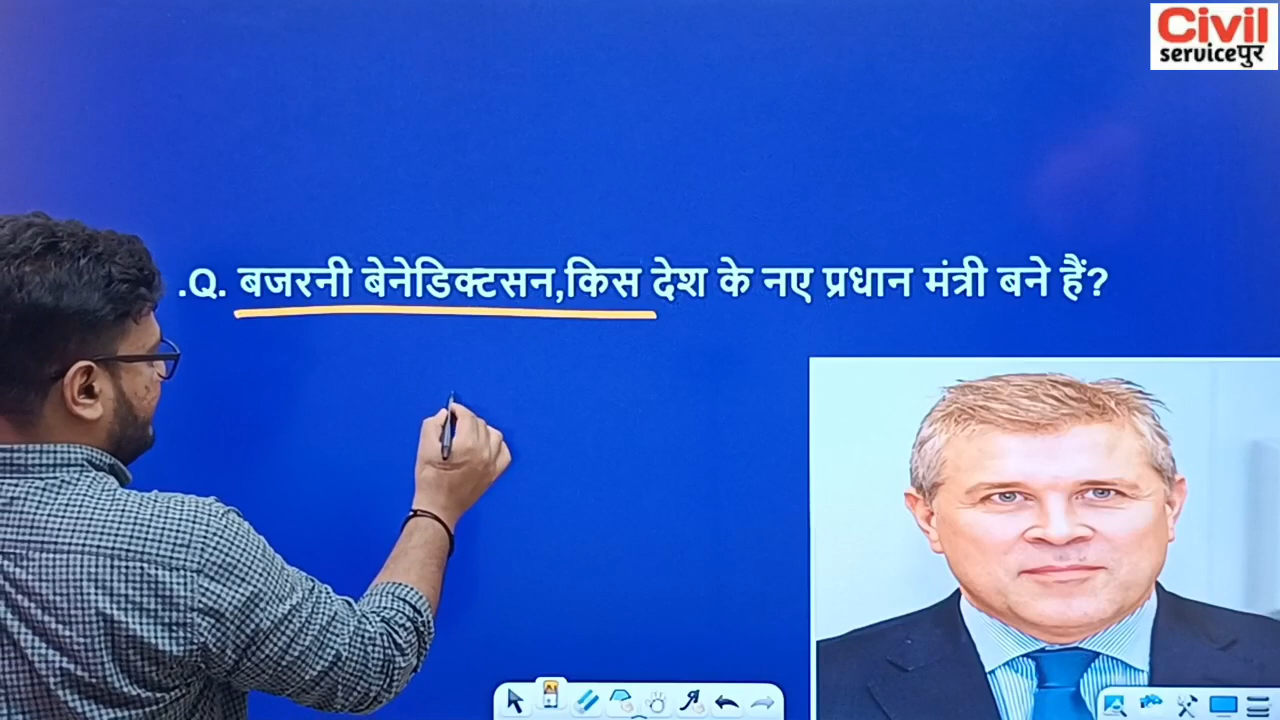 Civil
serviceपुर
.Q. बजरनी बेनेडिक्टसन,किस देश के नए प्रधान मंत्री बने हैं?